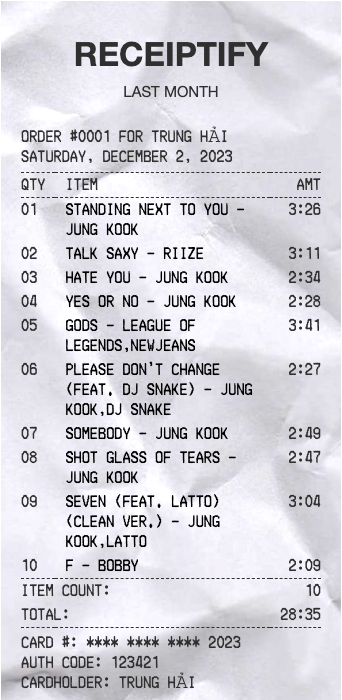 RECEIPTIFY
LAST MONTH
ORDER #0001 FOR TRUNG HẢI
SATURDAY, DECEMBER 2, 2023
QTY ITEM AMT
01 STANDING NEXT TO YOU - 3:26
JUNG KOOK
02 TALK SAXY - RIIZE 3:11
03 HATE YOU - JUNG KOOK 2:34
04 YES OR NO - JUNG KOOK 2:28
05 GODS - LEAGUE OF 3:41
LEGENDS,NEWJEANS
06 PLEASE DON'T CHANGE 2:27
(FEAT. DJ SNAKE) - JUNG
KOOK,DJ SNAKE
07 SOMEBODY - JUNG KOOK 2:49
08 SHOT GLASS OF TEARS - 2:47
JUNG KOOK
09 SEVEN (FEAT. LATTO) 3:04
(CLEAN VER.) - JUNG
KOOK,LATTO
10 F - BOBBY 2:09
ITEM COUNT: 10
TOTAL: 28:35
CARD #: **** **** **** 2023
AUTH CODE: 123421
CARDHOLDER: TRUNG HẢI